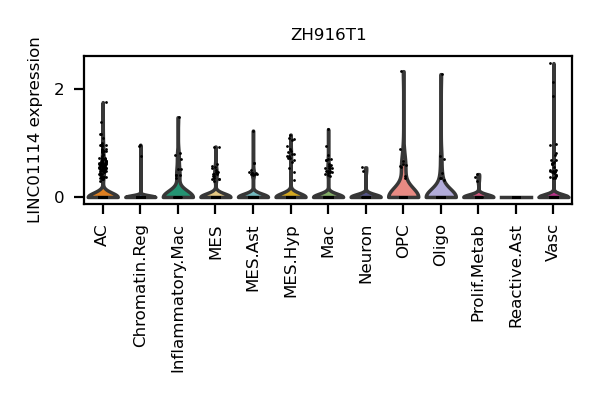 ZH916T1
LINC01114 expression
2
0
AC
Chromatin.Reg
Inflammatory.Mac
MES
MES.Ast
MES.Hyp
Mac
Neuron
OPC
Oligo
Prolif.Metab
Reactive.Ast
Vasc